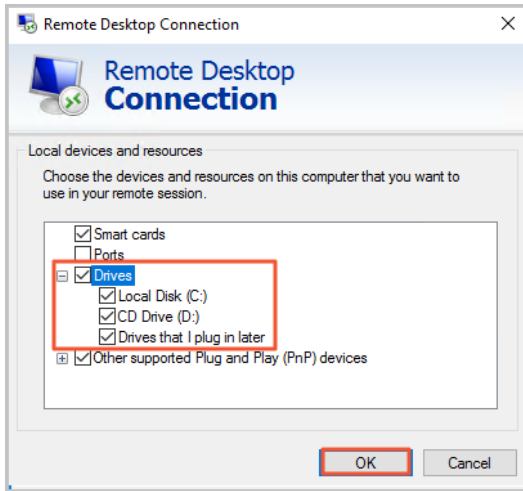 Remote Desktop Connection
Remote Desktop
Connection
Local devices and resources
Choose the devices and resources on this computer that you want to
use in your remote session.
Smart cards
Ports
Drives
Local Disk (C:)
CD Drive (D:)
Drives that I plug in later
Other supported Plug and Play (PnP) devices
OK
Cancel